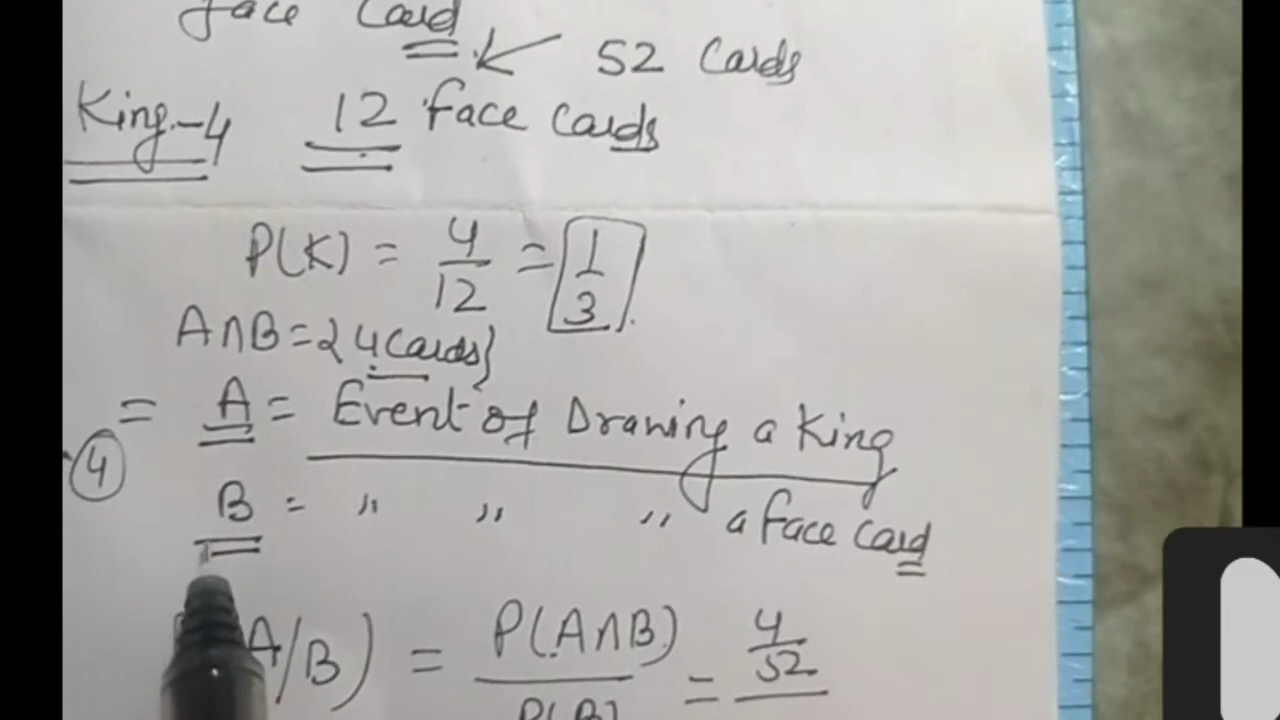 face Card
52 Cards
King-4 12 face cards
P(K) = 4/12 = 1/3
A∩B={4 Cards}
= A = Event of Drawing a King
④
B = " " " a face card
A/B) = P(A∩B)/P(B) = 4/52